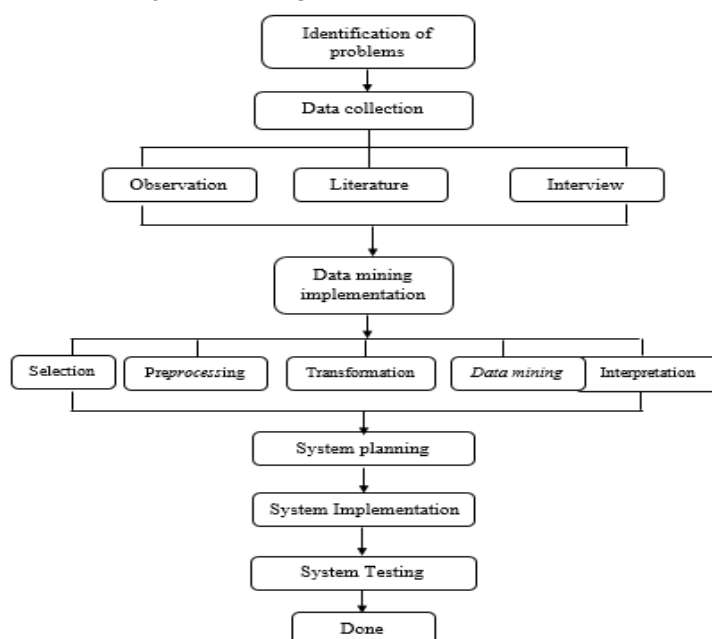 Identification of
problems
Data collection
Observation
Literature
Interview
Data mining
implementation
Selection
Preprocessing
Transformation
Data mining
Interpretation
System planning
System Implementation
System Testing
Done